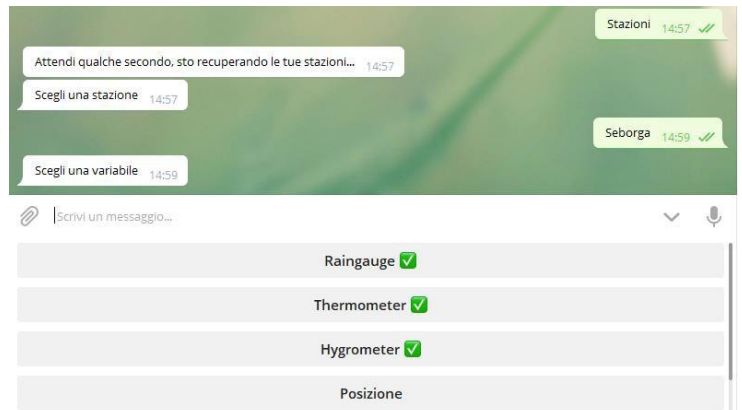 Stazioni 14:57
Attendi qualche secondo, sto recuperando le tue stazioni... 14:57
Scegli una stazione 14:57
Seborga 14:59
Scegli una variabile 14:59
Scrivi un messaggio...
Raingauge ✅
Thermometer ✅
Hygrometer ✅
Posizione